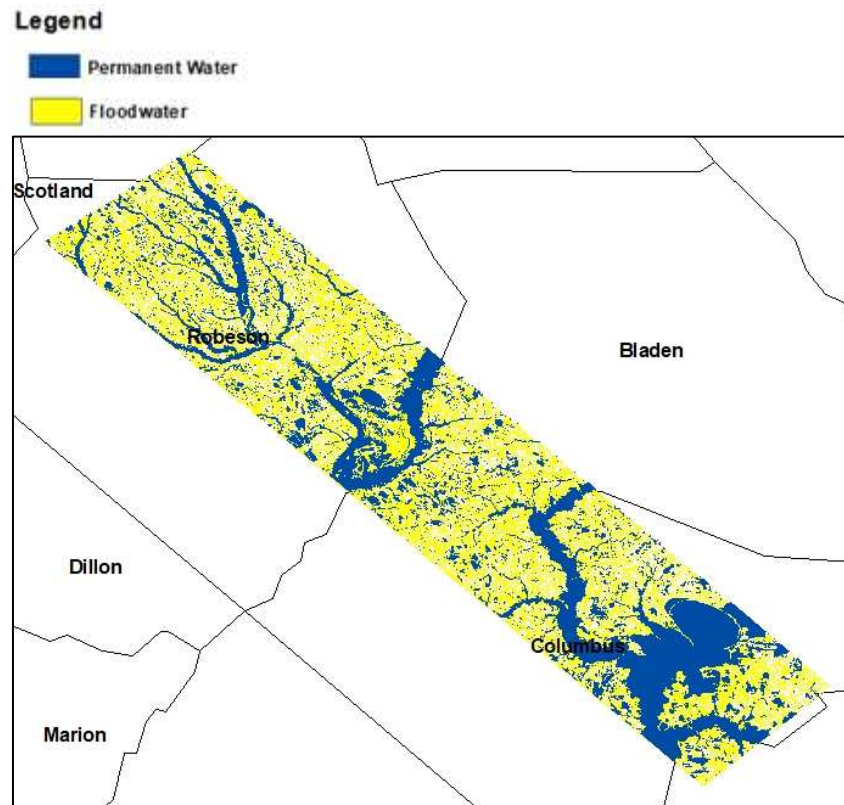 Legend
Permanent Water
Floodwater
Scotland
Robeson
Bladen
Dillon
Columbus
Marion